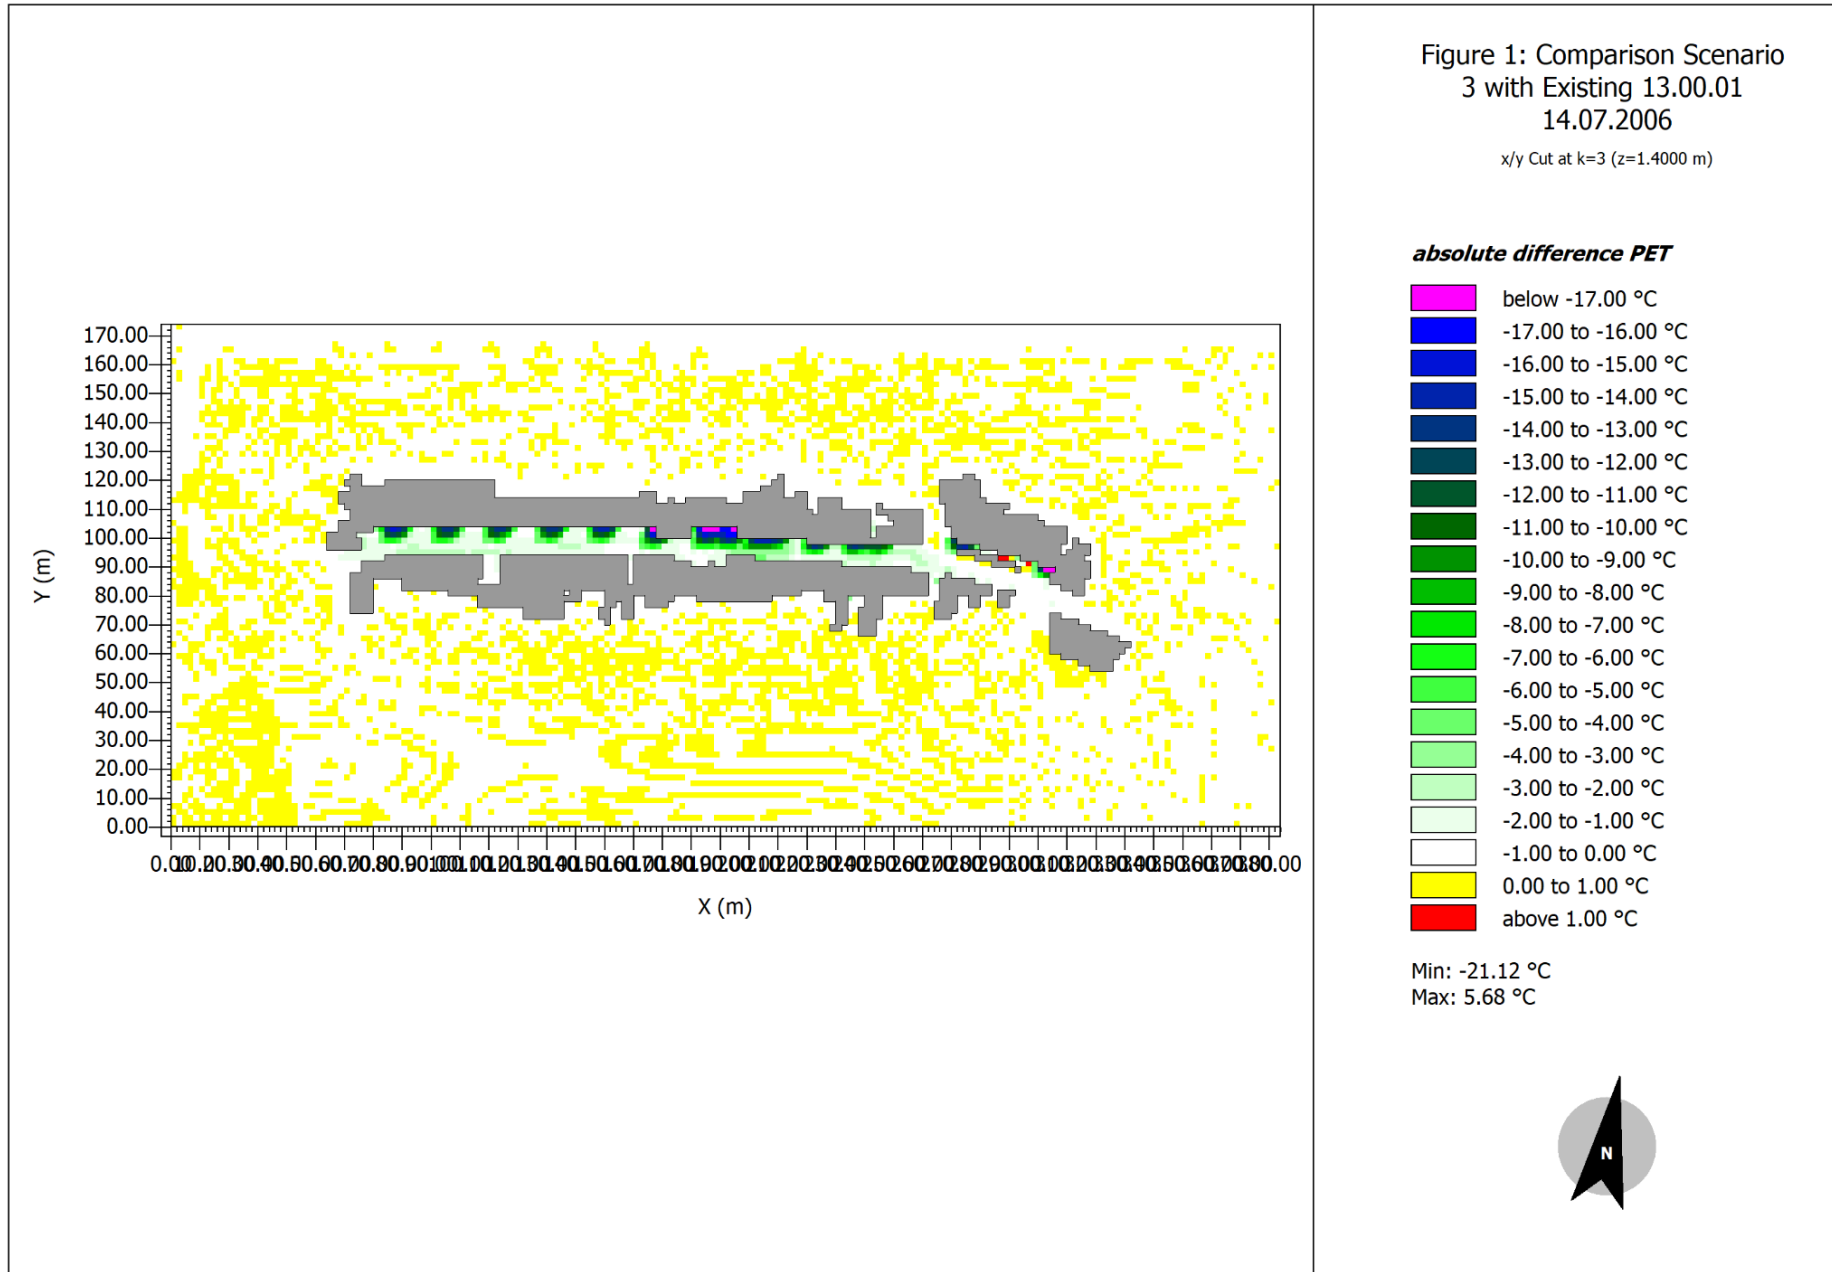 Figure 1: Comparison Scenario
3 with Existing 13.00.01
14.07.2006
x/y Cut at k=3 (z=1.4000 m)
absolute difference PET
below -17.00 °C
-17.00 to -16.00 °C
-16.00 to -15.00 °C
-15.00 to -14.00 °C
-14.00 to -13.00 °C
-13.00 to -12.00 °C
-12.00 to -11.00 °C
-11.00 to -10.00 °C
-10.00 to -9.00 °C
-9.00 to -8.00 °C
-8.00 to -7.00 °C
-7.00 to -6.00 °C
-6.00 to -5.00 °C
-5.00 to -4.00 °C
-4.00 to -3.00 °C
-3.00 to -2.00 °C
-2.00 to -1.00 °C
-1.00 to 0.00 °C
0.00 to 1.00 °C
above 1.00 °C
Min: -21.12 °C
Max: 5.68 °C
N
170.00
160.00
150.00
140.00
130.00
120.00
110.00
100.00
90.00
80.00
70.00
60.00
50.00
40.00
30.00
20.00
10.00
0.00
Y (m)
X (m)